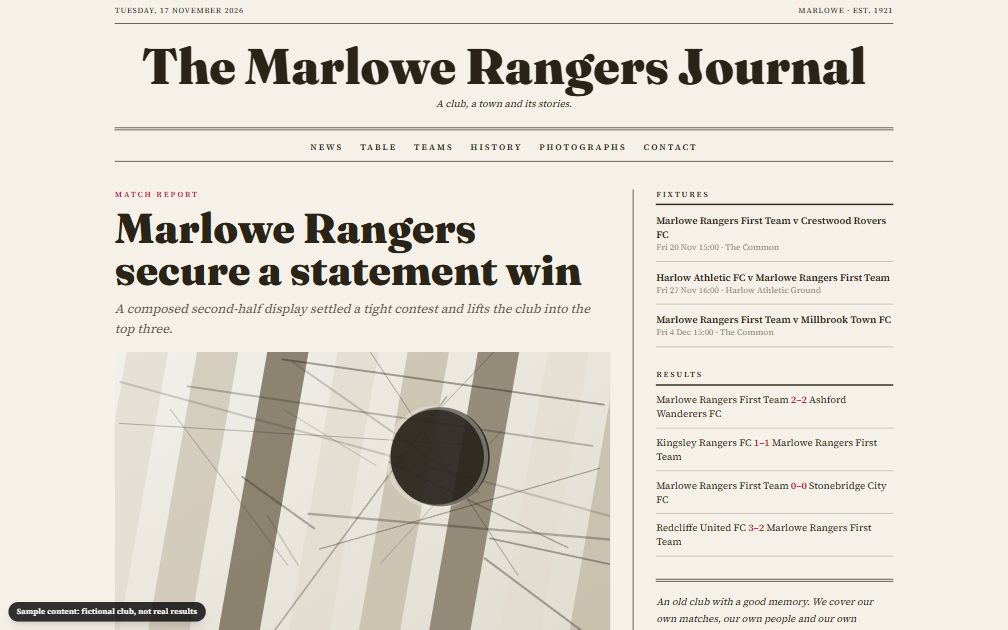 TUESDAY, 17 NOVEMBER 2026
MARLOWE · EST. 1921
The Marlowe Rangers Journal
A club, a town and its stories.
NEWS TABLE TEAMS HISTORY PHOTOGRAPHS CONTACT
MATCH REPORT
Marlowe Rangers
secure a statement win
A composed second-half display settled a tight contest and lifts the club into the
top three.
FIXTURES
Marlowe Rangers First Team v Crestwood Rovers
FC
Fri 20 Nov 15:00 · The Common
Harlow Athletic FC v Marlowe Rangers First Team
Fri 27 Nov 16:00 · Harlow Athletic Ground
Marlowe Rangers First Team v Millbrook Town FC
Fri 4 Dec 15:00 · The Common
RESULTS
Marlowe Rangers First Team 2–2 Ashford
Wanderers FC
Kingsley Rangers FC 1–1 Marlowe Rangers First
Team
Marlowe Rangers First Team 0–0 Stonebridge City
FC
Redcliffe United FC 3–2 Marlowe Rangers First
Team
An old club with a good memory. We cover our
own matches, our own people and our own
Sample content: fictional club, not real results